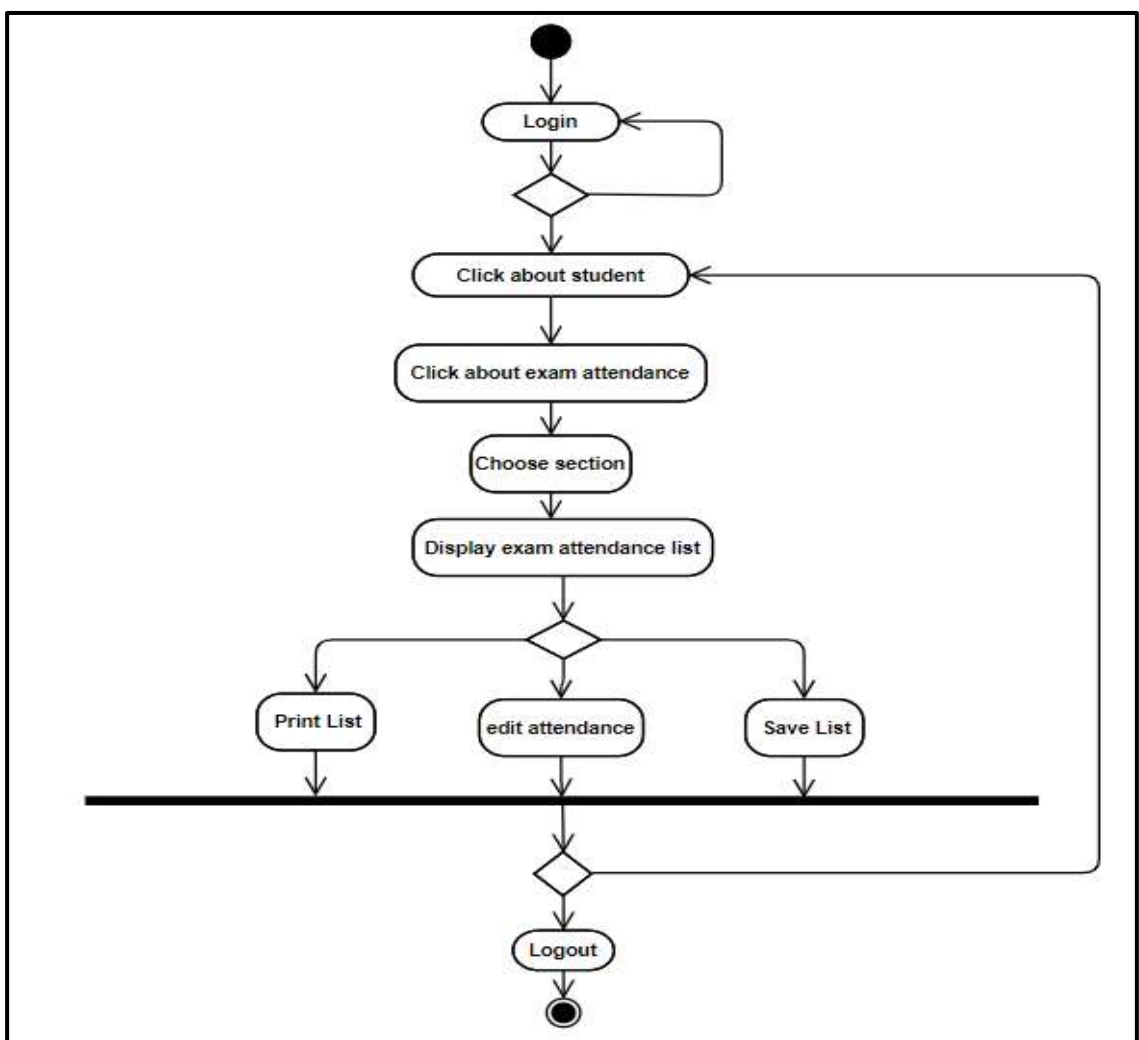 Login
Click about student
Click about exam attendance
Choose section
Display exam attendance list
Print List
edit attendance
Save List
Logout